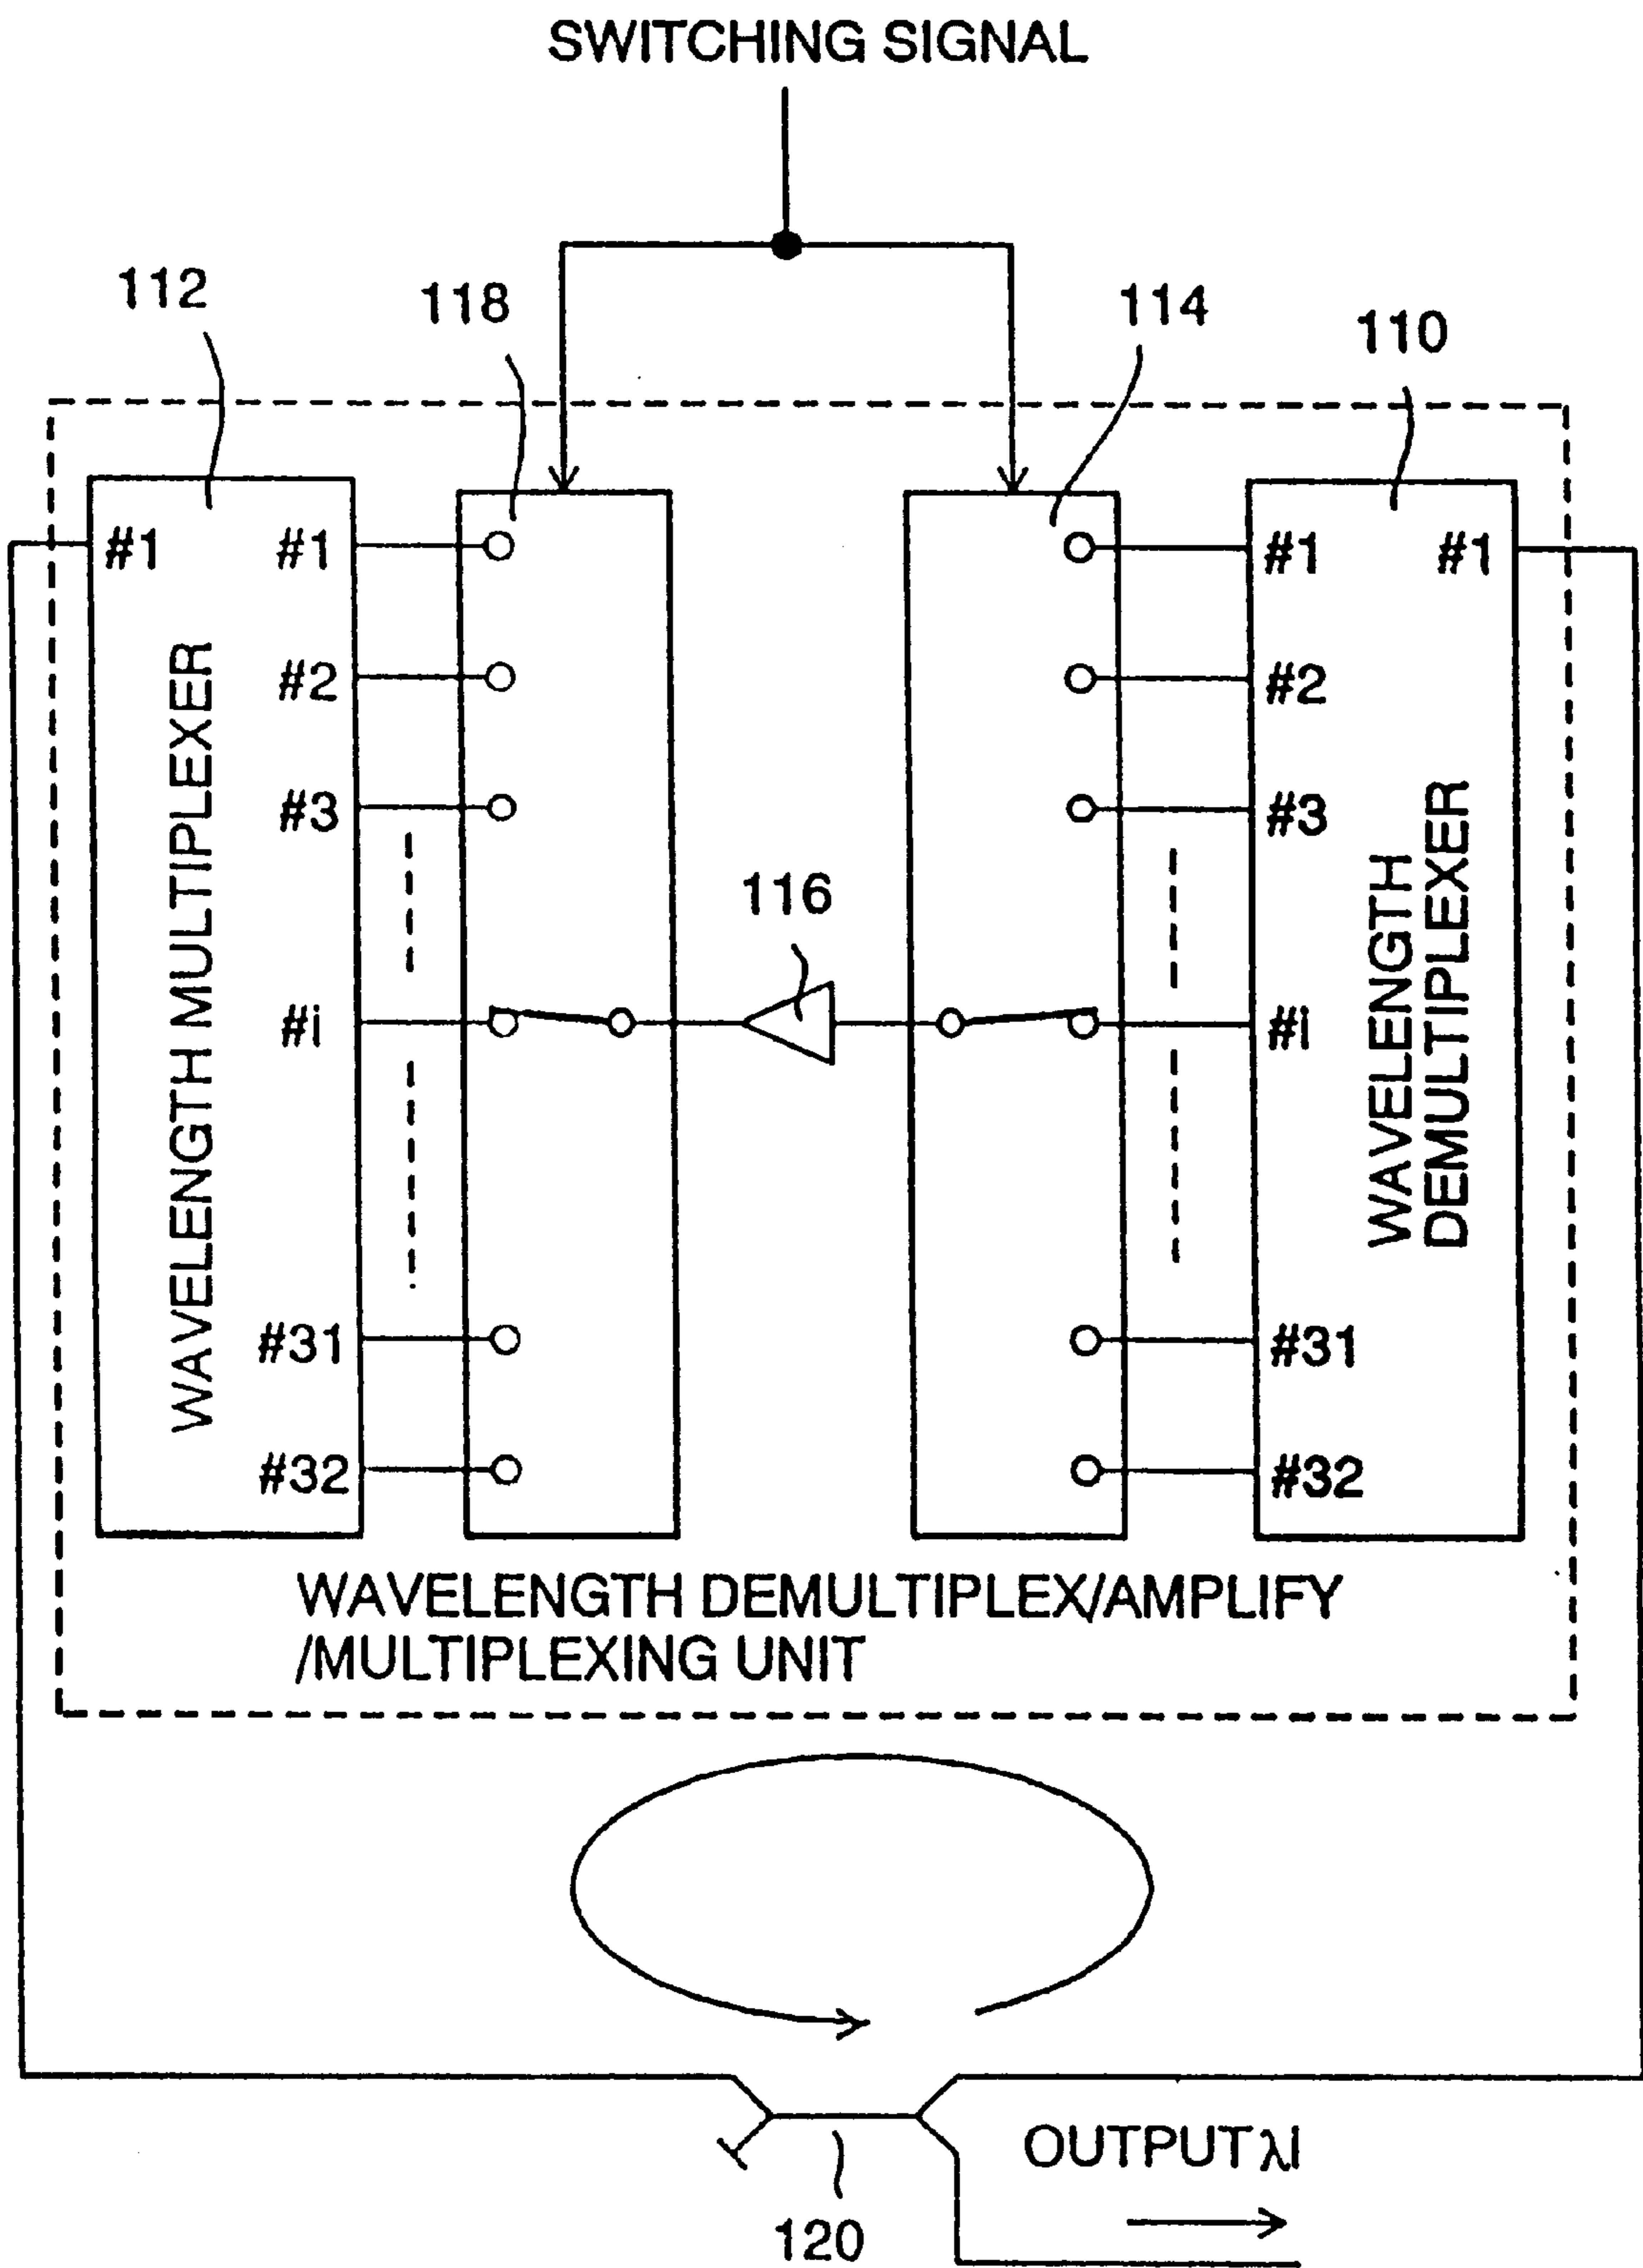 SWITCHING SIGNAL
112
118
114
110
#1 #1 #1 #1
#2 #2
#3 #3
116
#i #i
#31 #31
#32 #32
WAVELENGTH MULTIPLEXER
WAVELENGTH
DEMULTIPLEXER
WAVELENGTH DEMULTIPLEX/AMPLIFY
/MULTIPLEXING UNIT
OUTPUT λI
120